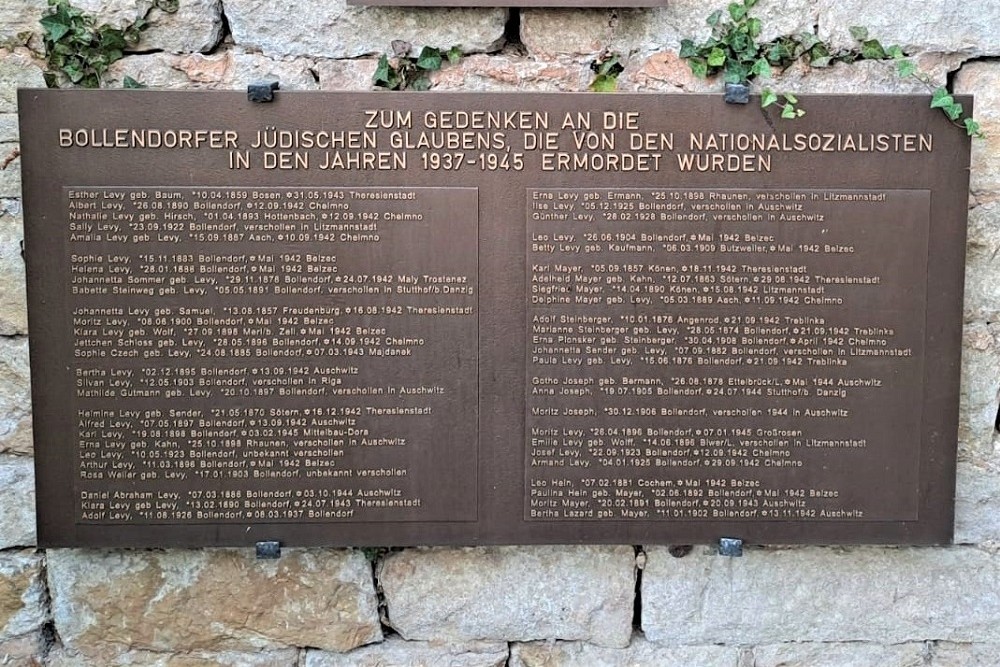 ZUM GEDENKEN AN DIE
BOLLENDORFER JÜDISCHEN GLAUBENS, DIE VON DEN NATIONALSOZIALISTEN
IN DEN JAHREN 1937-1945 ERMORDET WURDEN
Esther Levy geb. Baum, *10.04.1859 Bosen, ✡31.05.1943 Theresienstadt
Albert Levy, *26.08.1890 Bollendorf, ✡12.09.1942 Chelmno
Nathalie Levy geb. Hirsch, *01.04.1893 Hottenbach, ✡12.09.1942 Chelmno
Sally Levy, *23.09.1922 Bollendorf, verschollen in Litzmannstadt
Amalia Levy geb. Levy, *15.09.1887 Aach, ✡10.09.1942 Chelmno
Sophie Levy, *15.11.1883 Bollendorf, ✡Mai 1942 Belzec
Helena Levy, *28.01.1886 Bollendorf, ✡Mai 1942 Belzec
Johannetta Sommer geb. Levy, *29.11.1876 Bollendorf, ✡24.07.1942 Maly Trostenez
Babette Steinweg geb. Levy, *05.05.1891 Bollendorf, verschollen in Stutthof/b.Danzig
Johannetta Levy geb. Samuel, *13.08.1857 Freudenburg, ✡16.08.1942 Theresienstadt
Moritz Levy, *08.06.1900 Bollendorf, ✡Mai 1942 Belzec
Klara Levy geb. Wolf, *27.09.1898 Merl/b. Zell, ✡Mai 1942 Belzec
Jettchen Schloss geb. Levy, *28.05.1896 Bollendorf, ✡14.09.1942 Chelmno
Sophie Czech geb. Levy, *24.08.1885 Bollendorf, ✡07.03.1943 Majdanek
Bertha Levy, *02.12.1895 Bollendorf, ✡13.09.1942 Auschwitz
Silvan Levy, *12.05.1903 Bollendorf, verschollen in Riga
Mathilda Gutmann geb. Levy, *20.10.1897 Bollendorf, verschollen in Auschwitz
Helmine Levy geb. Sender, *21.05.1870 Sötern, ✡16.12.1942 Theresienstadt
Alfred Levy, *07.05.1897 Bollendorf, ✡13.09.1942 Auschwitz
Karl Levy, *19.08.1898 Bollendorf, ✡03.02.1945 Mittelbau-Dora
Erna Levy geb. Kahn, *25.10.1898 Rhaunen, verschollen in Auschwitz
Leo Levy, *10.05.1923 Bollendorf, unbekannt verschollen
Arthur Levy, *11.03.1896 Bollendorf, ✡Mai 1942 Belzec
Rosa Weiler geb. Levy, *17.01.1903 Bollendorf, unbekannt verschollen
Daniel Abraham Levy, *07.03.1886 Bollendorf, ✡03.10.1944 Auschwitz
Klara Levy geb. Levy, *13.02.1890 Bollendorf, ✡24.07.1943 Theresienstadt
Adolf Levy, *11.08.1926 Bollendorf, ✡06.03.1937 Bollendorf
Erna Levy geb. Ermann, *25.10.1898 Rhaunen, verschollen in Litzmannstadt
Ilse Levy, *05.12.1925 Bollendorf, verschollen in Auschwitz
Günther Levy, *28.02.1928 Bollendorf, verschollen in Auschwitz
Leo Levy, *26.06.1904 Bollendorf, ✡Mai 1942 Belzec
Betty Levy geb. Kaufmann, *06.03.1909 Butzweiler, ✡Mai 1942 Belzec
Karl Mayer, *05.09.1857 Könen, ✡18.11.1942 Theresienstadt
Adelheid Mayer geb. Kahn, *12.07.1863 Sötern, ✡29.08.1942 Theresienstadt
Siegfried Mayer, *14.04.1890 Könen, ✡15.08.1942 Litzmannstadt
Delphine Mayer geb. Levy, *05.03.1889 Aach, ✡11.09.1942 Chelmno
Adolf Steinberger, *10.01.1876 Angenrod, ✡21.09.1942 Treblinka
Marianne Steinberger geb. Levy, *28.05.1874 Bollendorf, ✡21.09.1942 Treblinka
Erna Plonsker geb. Steinberger, *30.04.1908 Bollendorf, ✡April 1942 Chelmno
Johannetta Sender geb. Levy, *07.09.1882 Bollendorf, verschollen in Litzmannstadt
Paula Levy geb. Levy, *15.06.1876 Bollendorf, ✡21.09.1942 Treblinka
Gotho Joseph geb. Bermann, *26.08.1878 Ettelbrück/L, ✡Mai 1944 Auschwitz
Anna Joseph, *19.07.1905 Bollendorf, ✡24.07.1944 Stutthof/b. Danzig
Moritz Joseph, *30.12.1906 Bollendorf, verschollen 1944 in Auschwitz
Moritz Levy, *26.04.1896 Bollendorf, ✡07.01.1945 Großrosen
Emilie Levy geb. Wolff, *14.06.1896 Biwer/L. verschollen in Litzmannstadt
Josef Levy, *22.09.1923 Bollendorf, ✡12.09.1942 Chelmno
Armand Levy, *04.01.1925 Bollendorf, ✡29.09.1942 Chelmno
Leo Hein, *07.02.1881 Cochem, ✡Mai 1942 Belzec
Paulina Hein geb. Mayer, *02.06.1892 Bollendorf, ✡Mai 1942 Belzec
Moritz Mayer, *20.02.1891 Bollendorf, ✡20.09.1943 Auschwitz
Bertha Lazard geb. Mayer, *11.01.1902 Bollendorf, ✡13.11.1942 Auschwitz